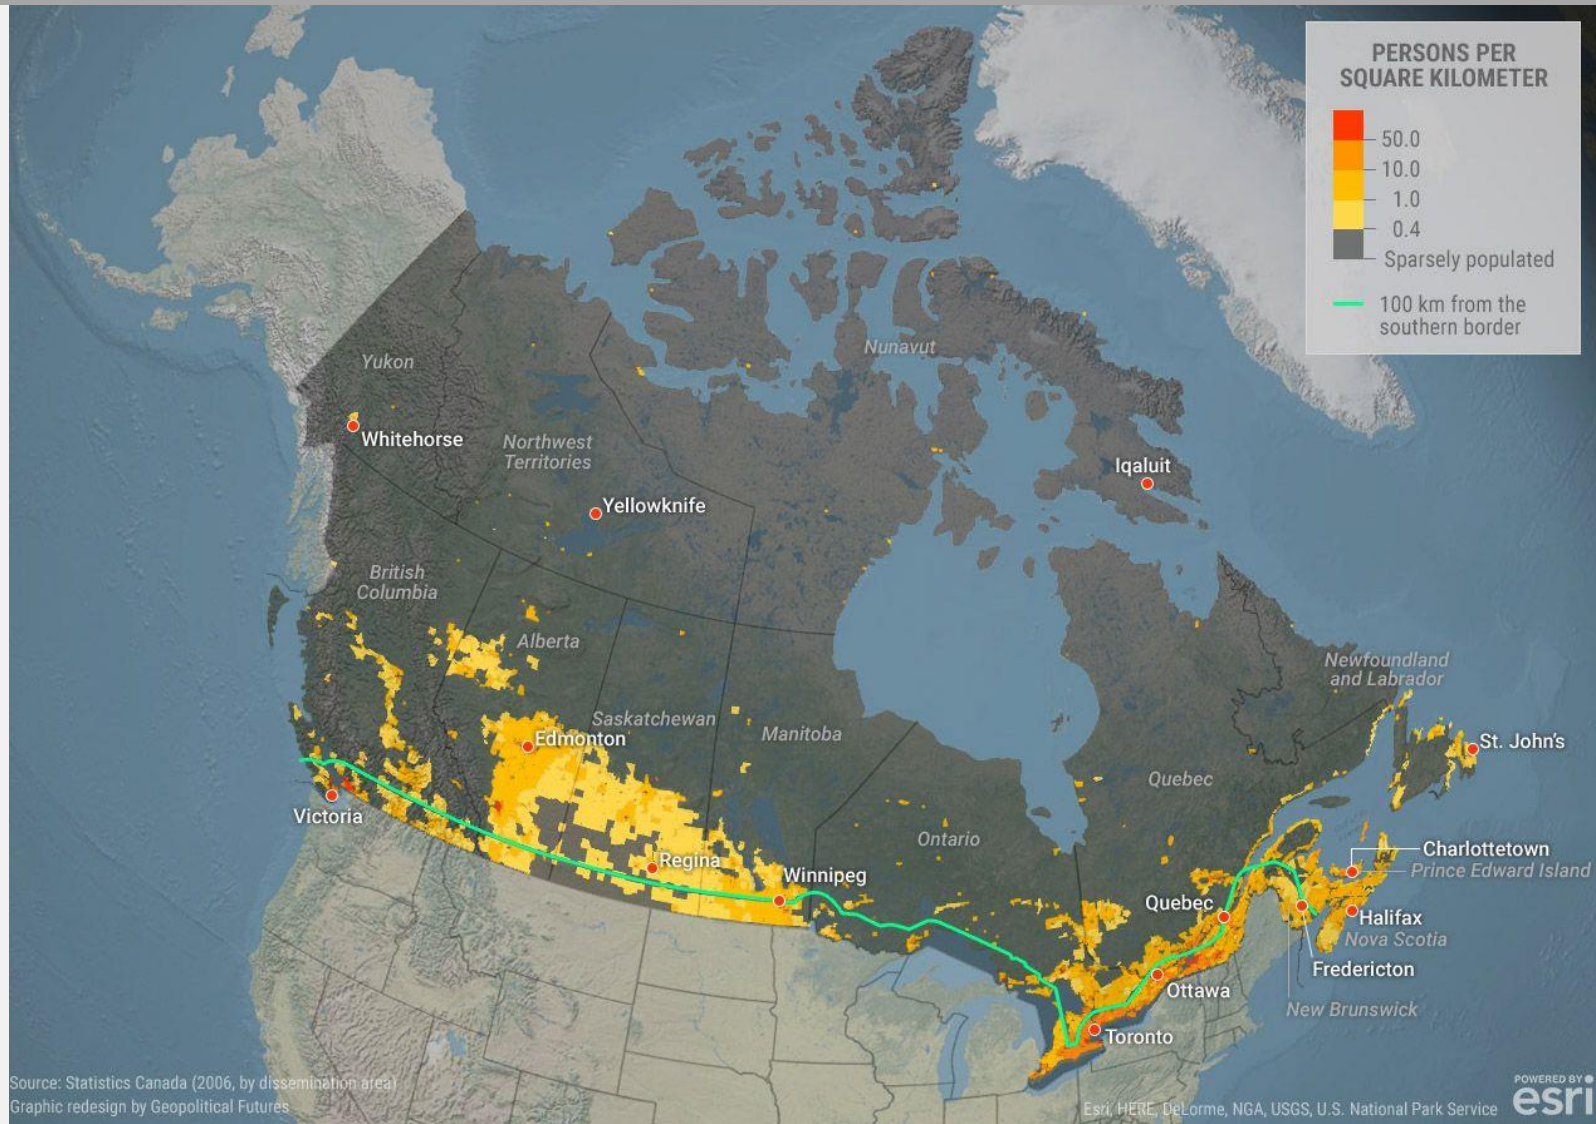 PERSONS PER
SQUARE KILOMETER
50.0
10.0
1.0
0.4
Sparsely populated
100 km from the
southern border
Nunavut
Yukon
Whitehorse
Northwest
Territories
Iqaluit
Yellowknife
British
Columbia
Alberta
Newfoundland
and Labrador
Saskatchewan
Manitoba
Edmonton
St. John's
Quebec
Victoria
Ontario
Charlottetown
Prince Edward Island
Regina
Winnipeg
Quebec
Halifax
Nova Scotia
Fredericton
Ottawa
New Brunswick
Toronto
Source: Statistics Canada (2006, by dissemination area)
Graphic redesign by Geopolitical Futures
Esri, HERE, DeLorme, NGA, USGS, U.S. National Park Service
POWERED BY
esri